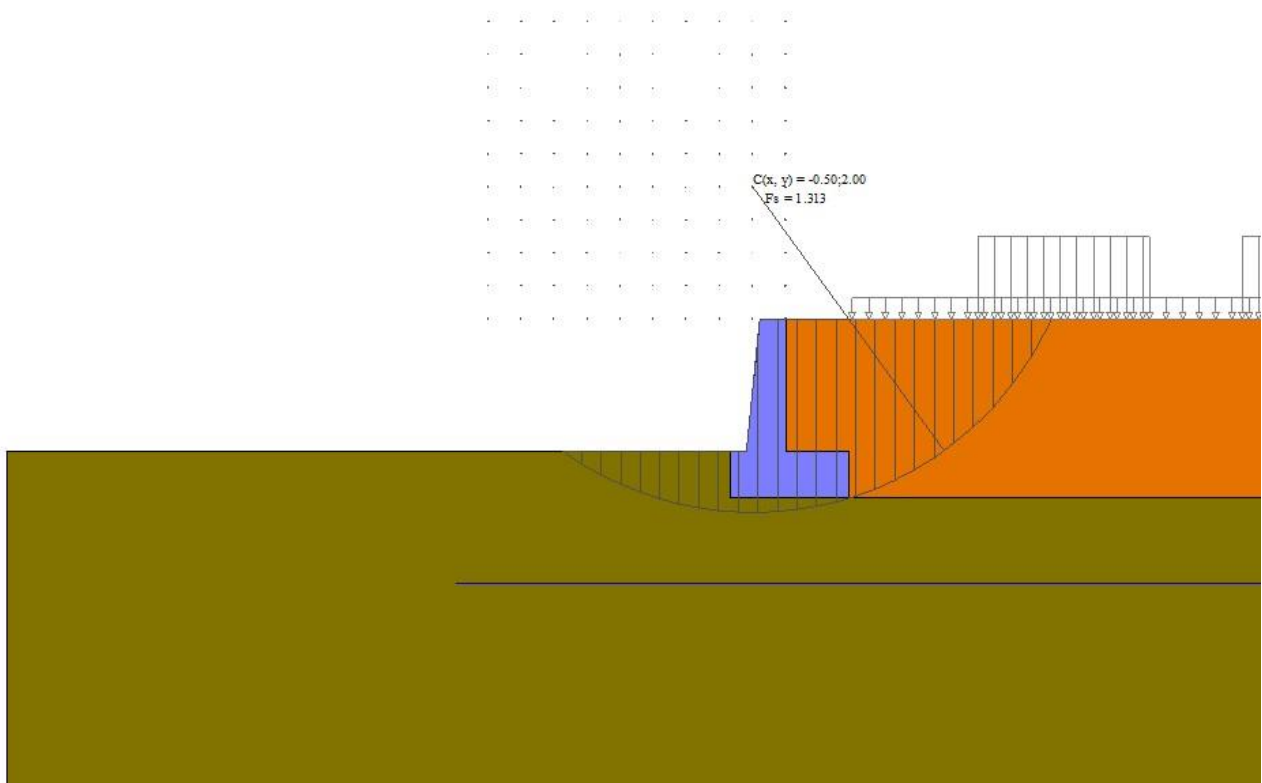 C(x, y) = -0.50;2.00
Fs = 1.313